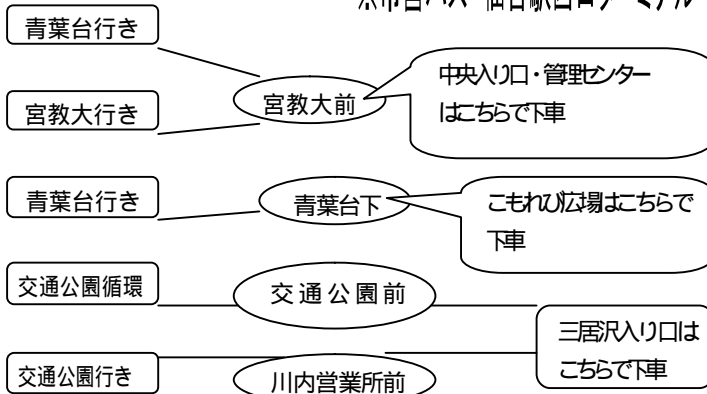 青葉台行き
宮教大前
中央入り口・管理センター
はこちらで下車
宮教大行き
青葉台行き
青葉台下
こもれび広場はこちらで
下車
交通公園循環
交通公園前
三居沢入り口は
こちらで下車
交通公園行き
川内営業所前